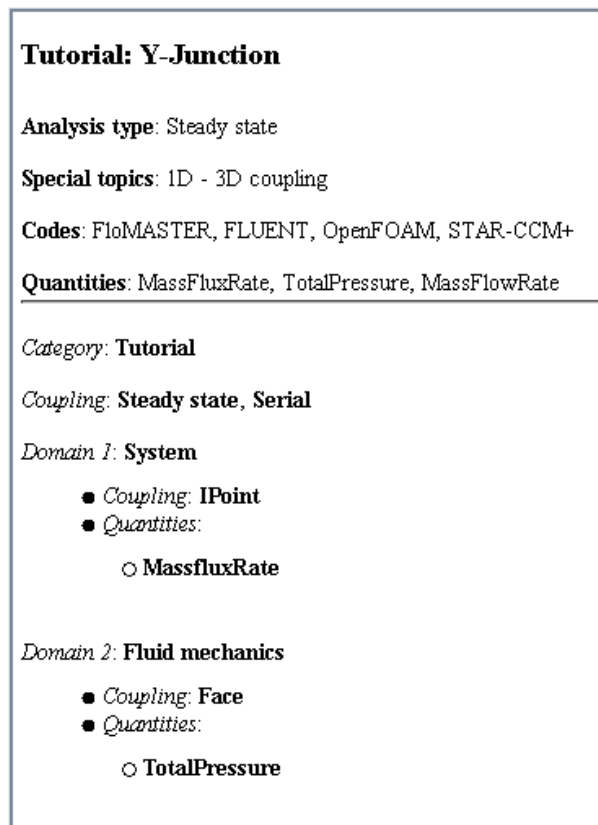 Tutorial: Y-Junction
Analysis type: Steady state
Special topics: 1D - 3D coupling
Codes: FloMASTER, FLUENT, OpenFOAM, STAR-CCM+
Quantities: MassFluxRate, TotalPressure, MassFlowRate
Category: Tutorial
Coupling: Steady state, Serial
Domain 1: System
● Coupling: IPoint
● Quantities:
○ MassfluxRate
Domain 2: Fluid mechanics
● Coupling: Face
● Quantities:
○ TotalPressure